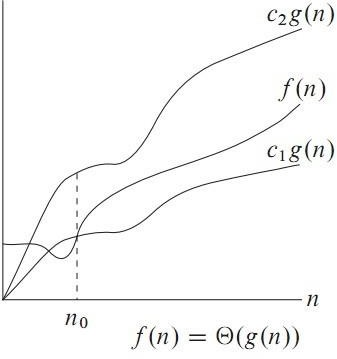 c₂g(n)
f(n)
c₁g(n)
n
n₀
f(n) = Θ(g(n))